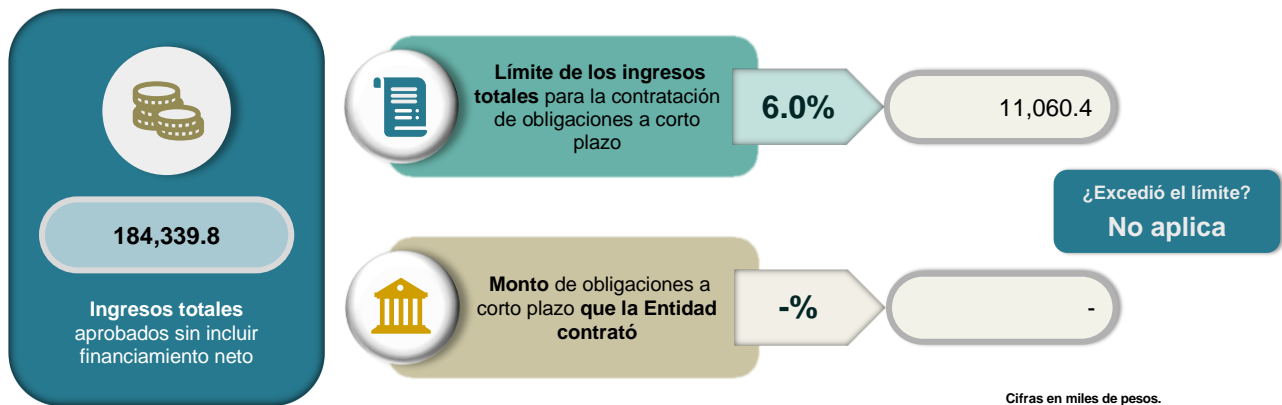 184,339.8
Ingresos totales
aprobados sin incluir
financiamiento neto
Límite de los ingresos
totales para la contratación
de obligaciones a corto
plazo
6.0%
11,060.4
¿Excedió el límite?
No aplica
Monto de obligaciones a
corto plazo que la Entidad
contrató
-%
-
Cifras en miles de pesos.